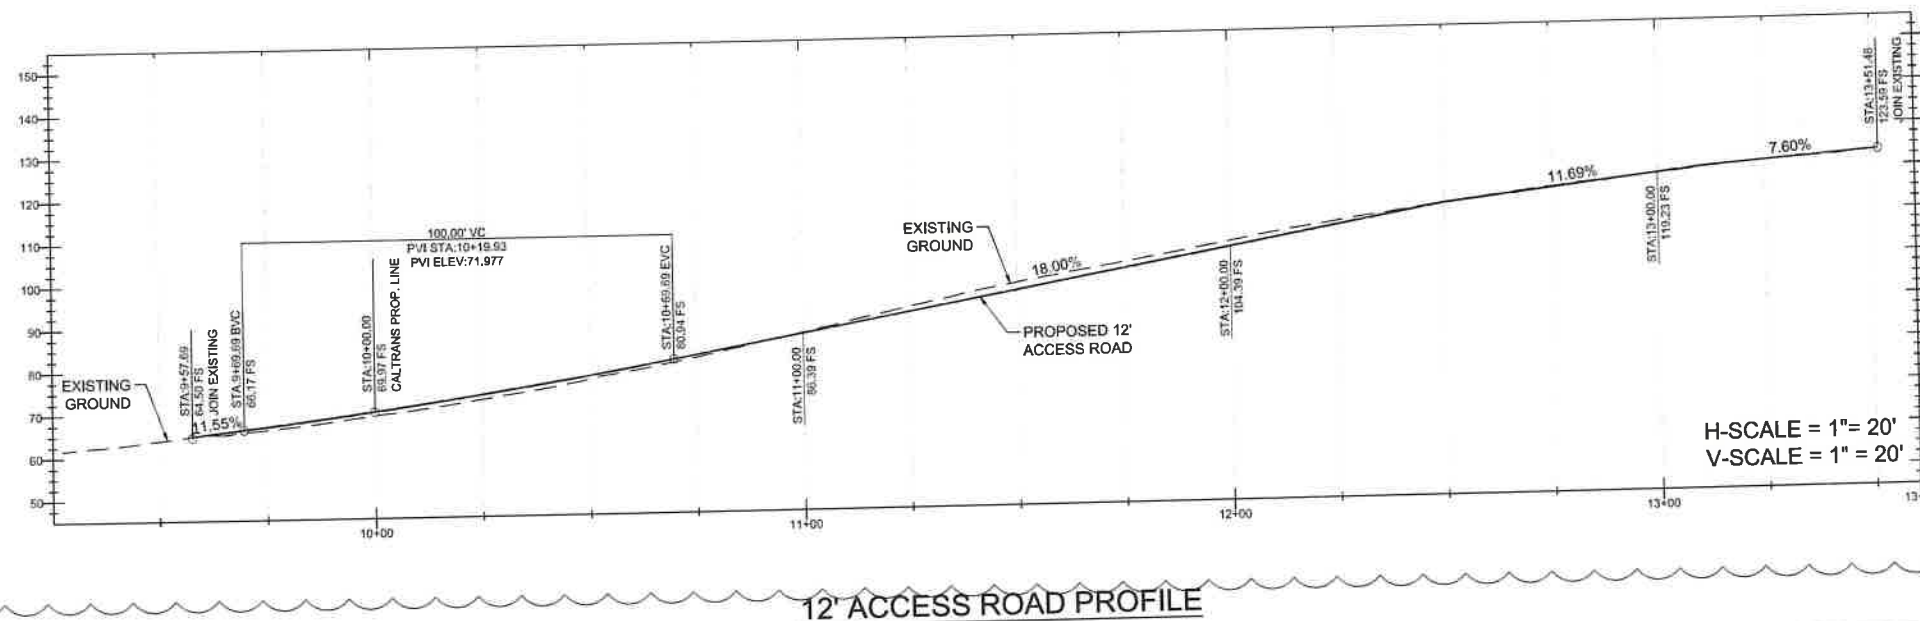 150
140
130
120
110
100
90
80
70
60
50
EXISTING
GROUND
STA:9+57.69
64.50 FS
JOIN EXISTING
11.55%
STA:9+69.69 BVC
66.17 FS
100.00' VC
PVI STA:10+19.93
PVI ELEV:71.977
STA:10+00.00
69.97 FS
CALTRANS PROP. LINE
STA:10+69.69 EVC
80.94 FS
STA:11+00.00
86.39 FS
EXISTING
GROUND
18.00%
PROPOSED 12'
ACCESS ROAD
STA:12+00.00
104.39 FS
11.69%
STA:13+00.00
119.23 FS
7.60%
STA:13+51.48
123.59 FS
JOIN EXISTING
H-SCALE = 1"= 20'
V-SCALE = 1" = 20'
10+00
11+00
12+00
13+00
12' ACCESS ROAD PROFILE